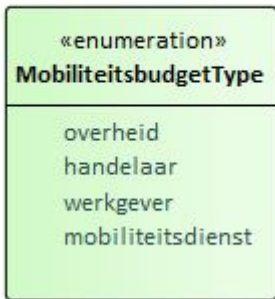 «enumeration»
MobiliteitsbudgetType
overheid
handelaar
werkgever
mobiliteitsdienst